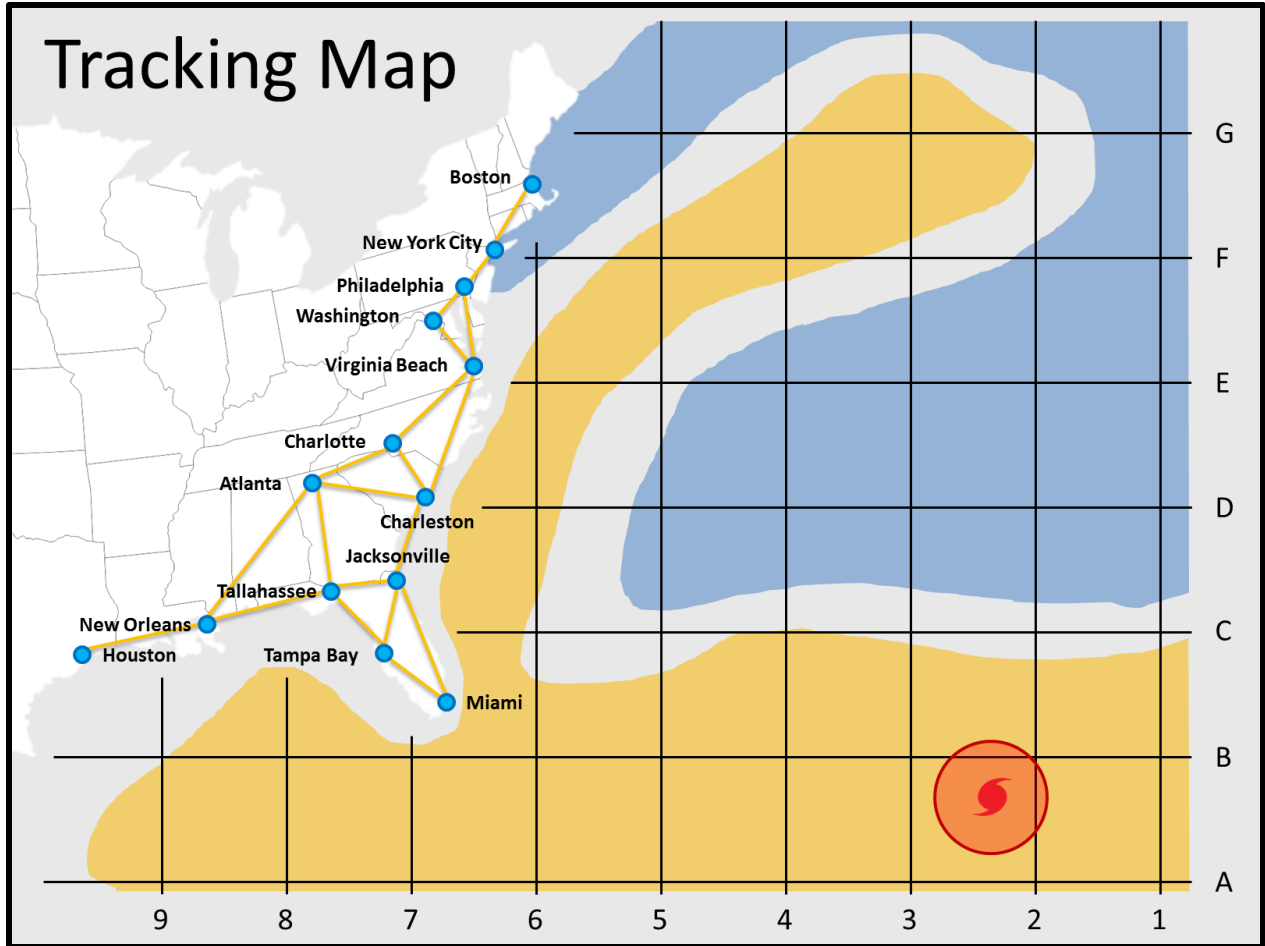 Tracking Map
G
Boston
New York City
F
Philadelphia
Washington
Virginia Beach
E
Charlotte
Atlanta
D
Charleston
Jacksonville
Tallahassee
New Orleans
C
Houston
Tampa Bay
Miami
B
A
9 8 7 6 5 4 3 2 1